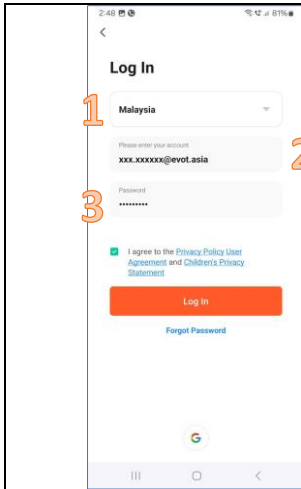 2:48 81%
Log In
1
Malaysia
Please enter your account
xxx.xxxxxx@evot.asia
2
Password
•••••••••
3
I agree to the Privacy Policy User
Agreement and Children's Privacy
Statement
Log In
Forgot Password
G